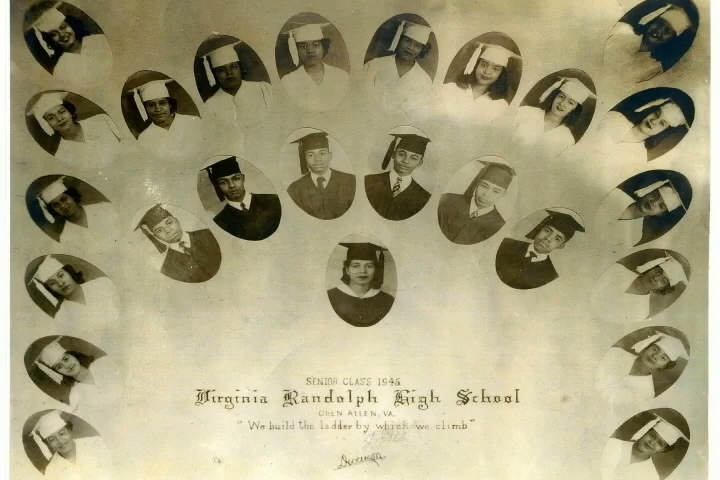 SENIOR CLASS 1945
Virginia Randolph High School
GLEN ALLEN, VA.
"We build the ladder by which we climb"